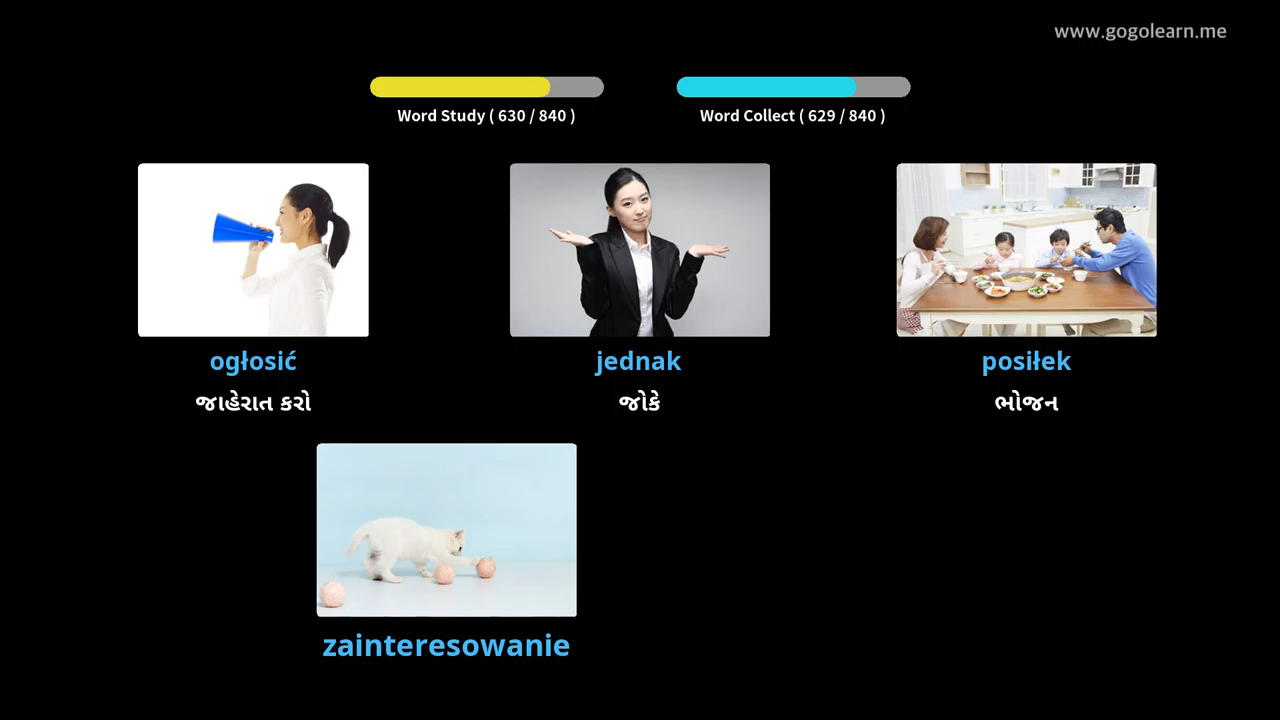 www.gogolearn.me
Word Study ( 630 / 840 )
Word Collect ( 629 / 840 )
ogłosić
jednak
posiłek
જાહેરાત કરો
જોકે
ભોજન
zainteresowanie